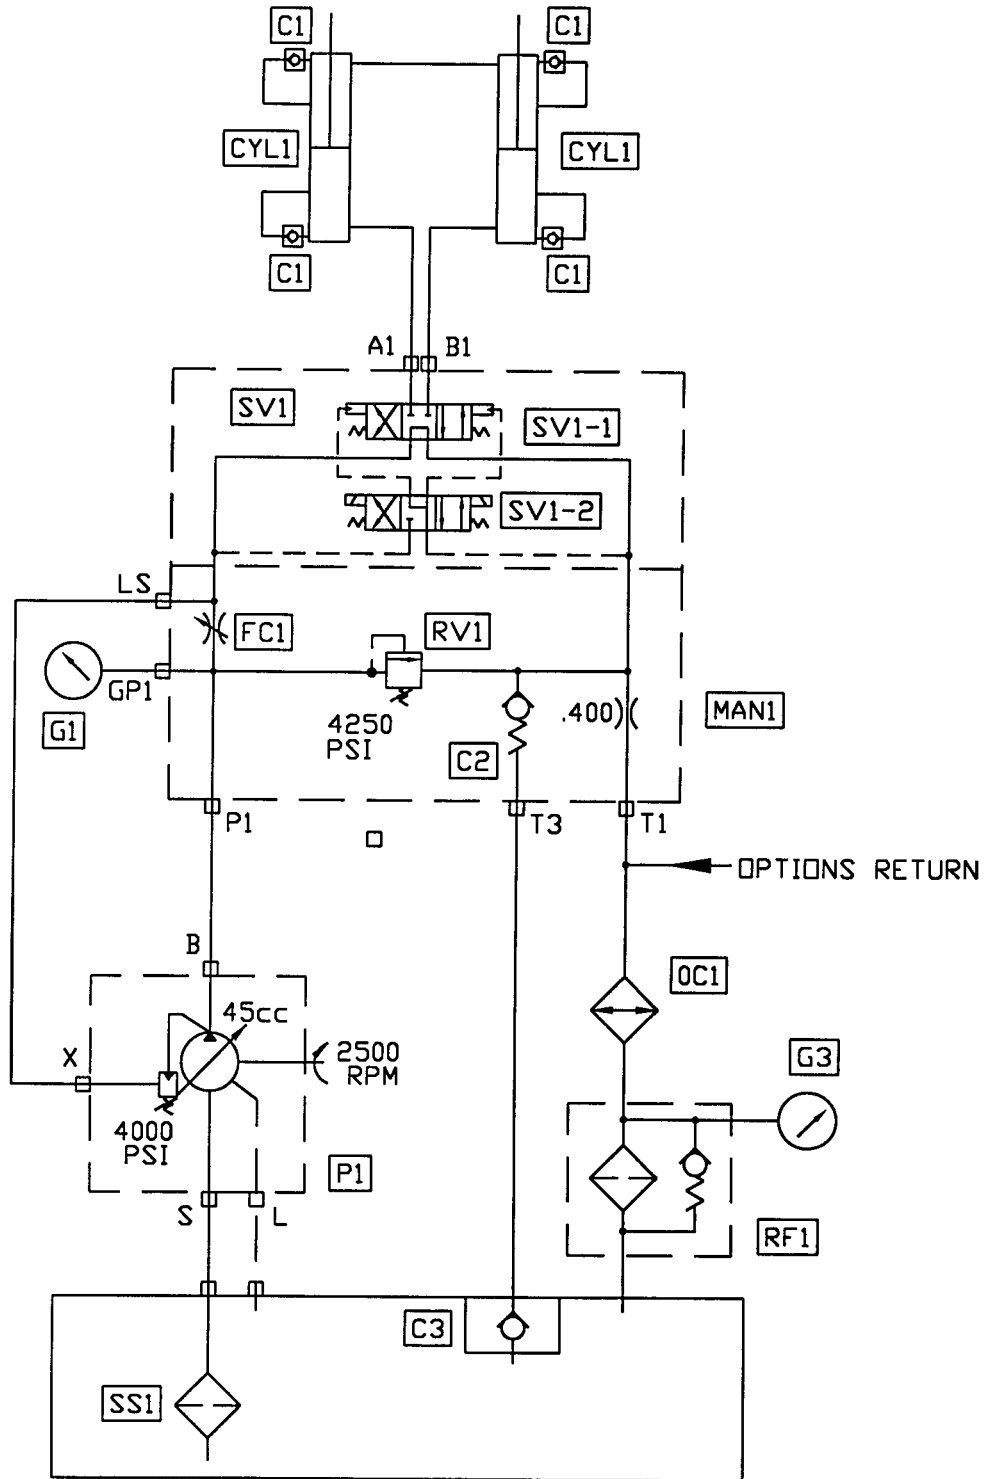 C1 C1
CYL1 CYL1
C1 C1
A1 B1
SV1
SV1-1
SV1-2
LS
FC1 RV1
GP1
G1
4250
PSI
.400
MAN1
C2
P1
T3 T1
OPTIONS RETURN
B
OC1
45cc
X
2500
RPM
G3
4000
PSI
P1
S L
RF1
C3
SS1